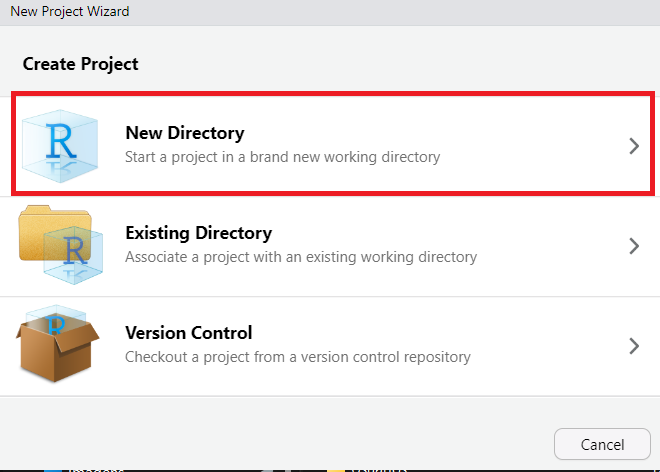 New Project Wizard
Create Project
R
New Directory
Start a project in a brand new working directory
R
Existing Directory
Associate a project with an existing working directory
R
Version Control
Checkout a project from a version control repository
Cancel